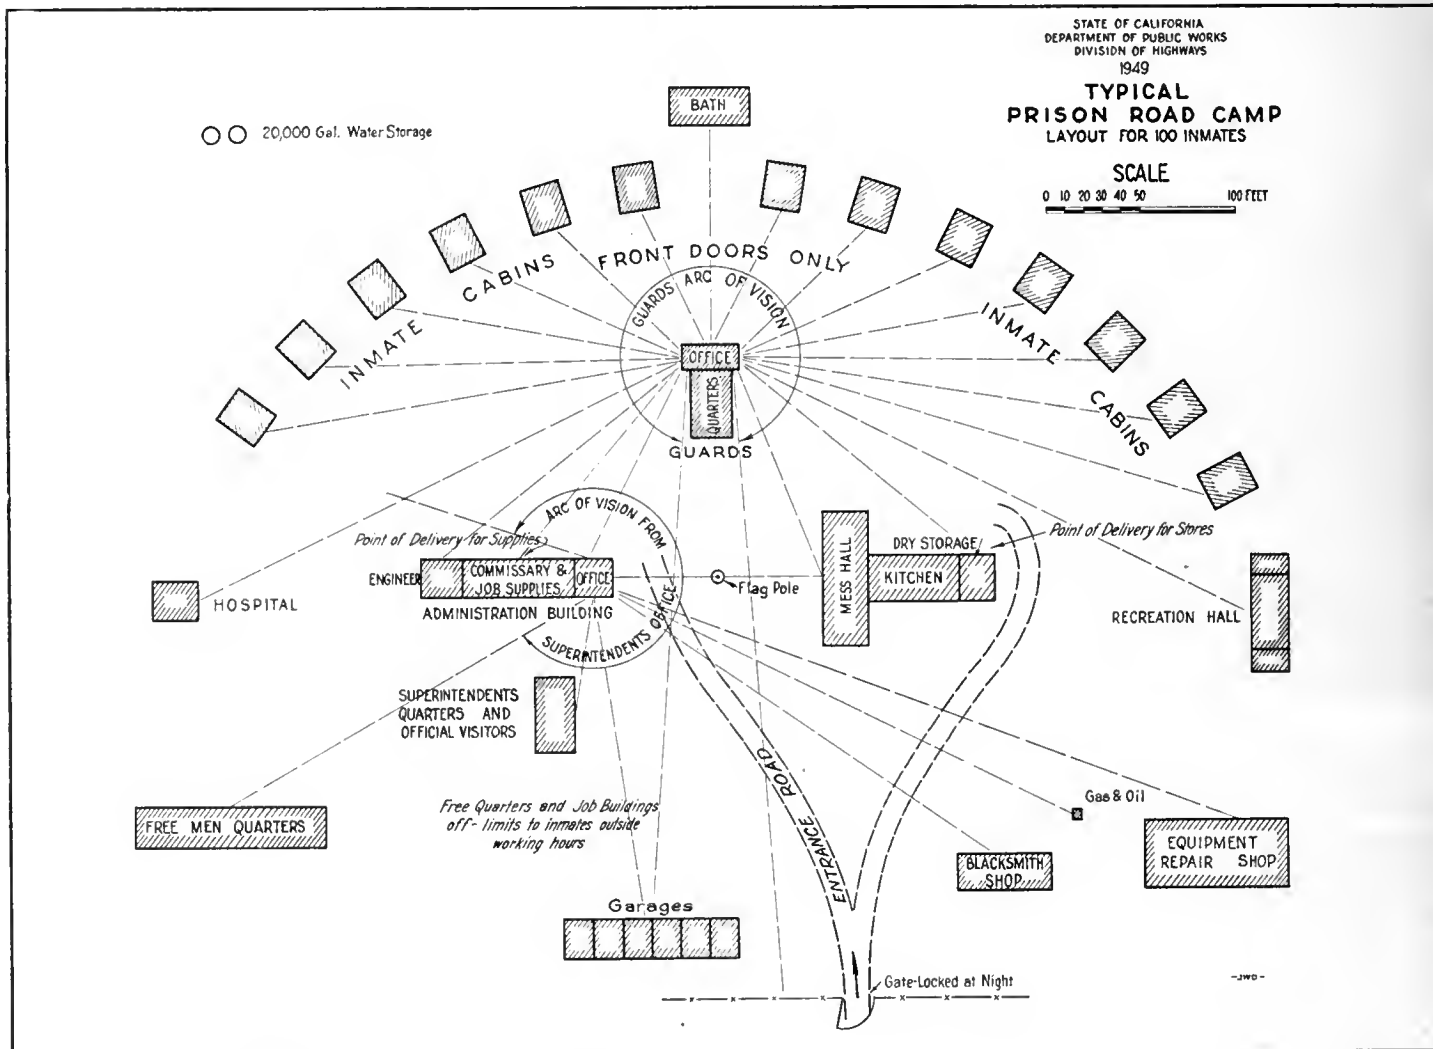 STATE OF CALIFORNIA
DEPARTMENT OF PUBLIC WORKS
DIVISION OF HIGHWAYS
1949
TYPICAL
PRISON ROAD CAMP
LAYOUT FOR 100 INMATES
SCALE
0 10 20 30 40 50 100 FEET
BATH
20,000 Gal. Water Storage
INMATE CABINS FRONT DOORS ONLY INMATE CABINS
GUARDS ARC OF VISION
OFFICE
QUARTERS
GUARDS
ARC OF VISION FROM
SUPERINTENDENTS OFFICE
Point of Delivery for Supplies
ENGINEER
COMMISSARY &
JOB SUPPLIES
OFFICE
ADMINISTRATION BUILDING
Flag Pole
MESS HALL
DRY STORAGE
KITCHEN
Point of Delivery for Stores
HOSPITAL
RECREATION HALL
SUPERINTENDENTS
QUARTERS AND
OFFICIAL VISITORS
FREE MEN QUARTERS
Free Quarters and Job Buildings
off-limits to inmates outside
working hours
ENTRANCE ROAD
Gas & Oil
BLACKSMITH
SHOP
EQUIPMENT
REPAIR SHOP
Garages
Gate-Locked at Night
-JWD-